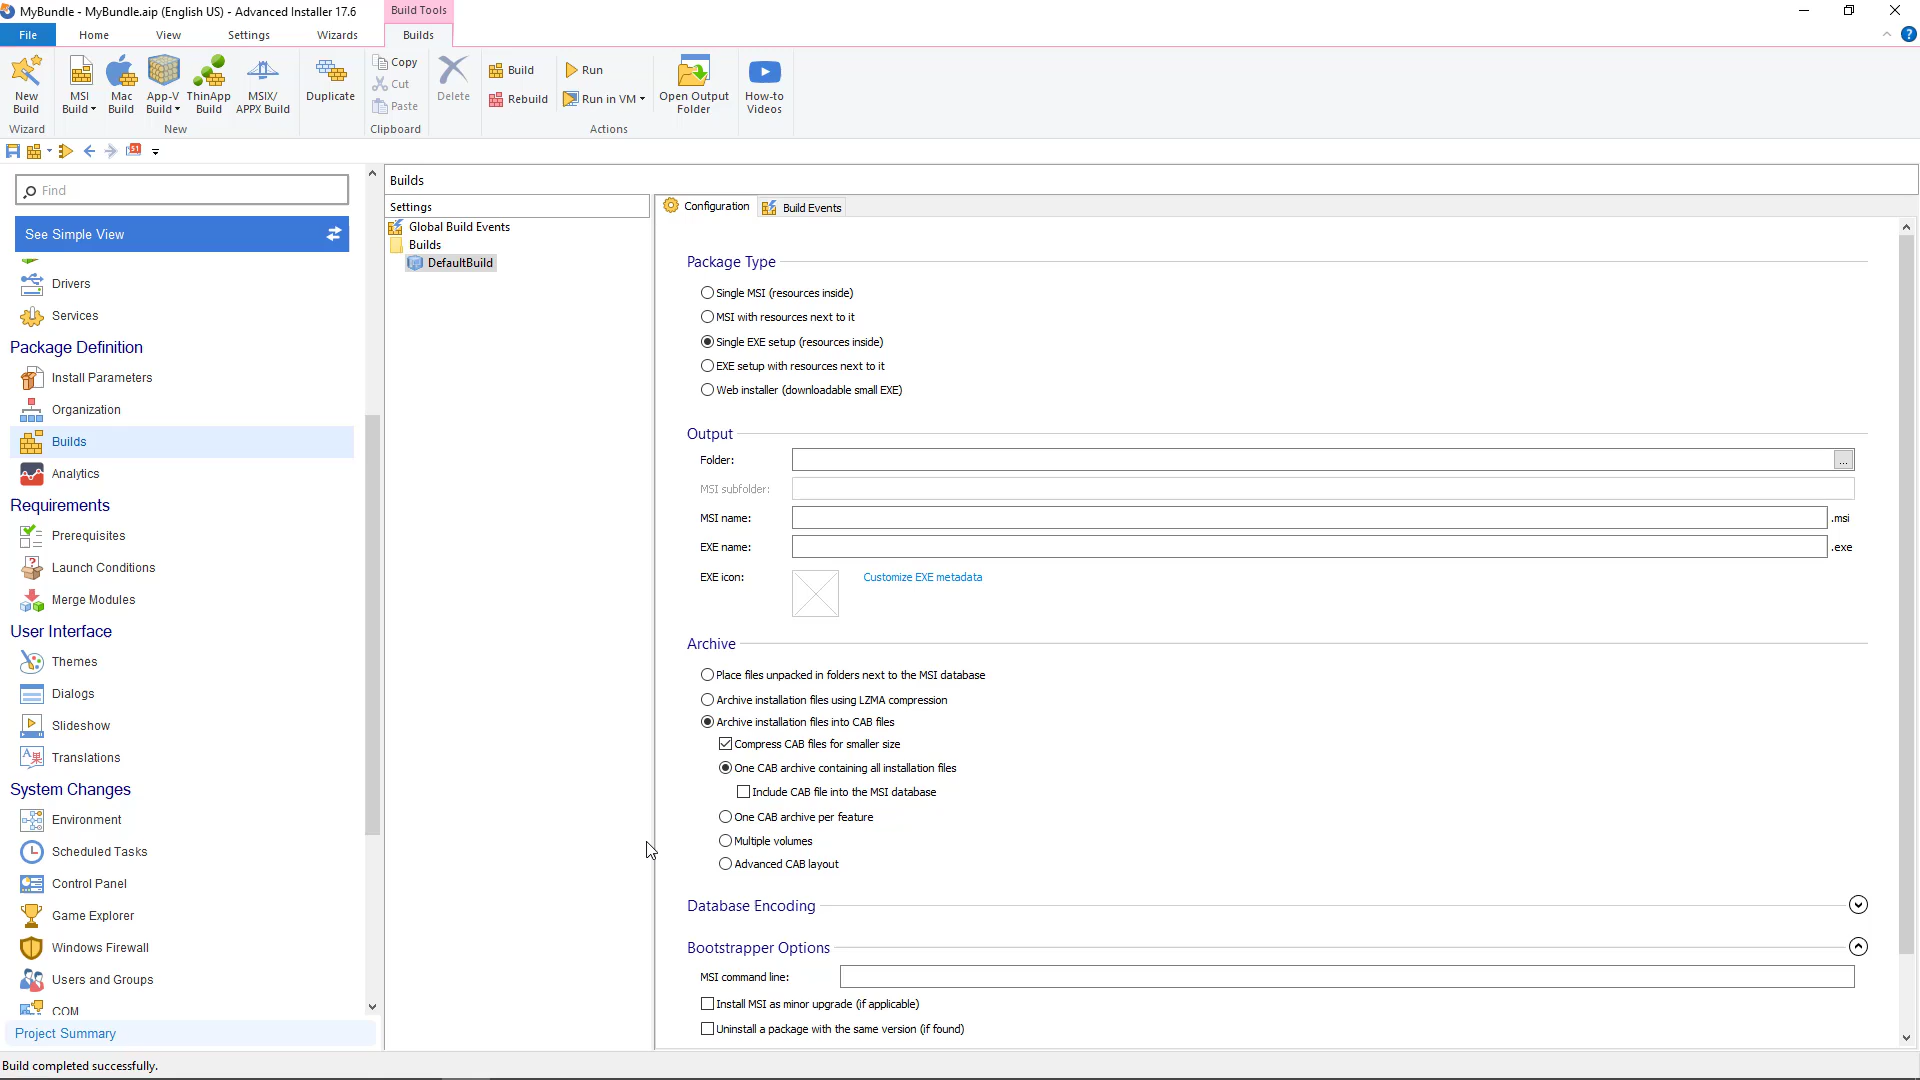 MyBundle - MyBundle.aip (English US) - Advanced Installer 17.6
Build Tools
File
Home
View
Settings
Wizards
Builds
New
Build
MSI
Build
Mac
Build
App-V
Build
ThinApp
Build
MSIX/
APPX Build
Duplicate
Copy
Cut
Paste
Delete
Build
Rebuild
Run
Run in VM
Open Output
Folder
How-to
Videos
Wizard
New
Clipboard
Actions
Find
See Simple View
Drivers
Services
Package Definition
Install Parameters
Organization
Builds
Analytics
Requirements
Prerequisites
Launch Conditions
Merge Modules
User Interface
Themes
Dialogs
Slideshow
Translations
System Changes
Environment
Scheduled Tasks
Control Panel
Game Explorer
Windows Firewall
Users and Groups
COM
Project Summary
Builds
Settings
Global Build Events
Builds
DefaultBuild
Configuration
Build Events
Package Type
Single MSI (resources inside)
MSI with resources next to it
Single EXE setup (resources inside)
EXE setup with resources next to it
Web installer (downloadable small EXE)
Output
Folder:
...
MSI subfolder:
MSI name:
.msi
EXE name:
.exe
EXE icon:
Customize EXE metadata
Archive
Place files unpacked in folders next to the MSI database
Archive installation files using LZMA compression
Archive installation files into CAB files
Compress CAB files for smaller size
One CAB archive containing all installation files
Include CAB file into the MSI database
One CAB archive per feature
Multiple volumes
Advanced CAB layout
Database Encoding
Bootstrapper Options
MSI command line:
Install MSI as minor upgrade (if applicable)
Uninstall a package with the same version (if found)
Build completed successfully.